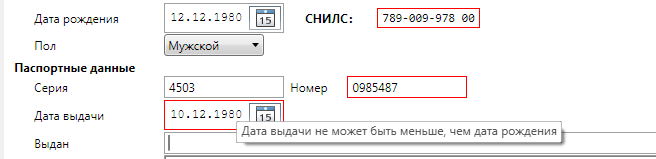 Дата рождения 12.12.1980 15 СНИЛС: 789-009-978 00
Пол Мужской
Паспортные данные
Серия 4503 Номер 0985487
Дата выдачи 10.12.1980 15
Дата выдачи не может быть меньше, чем дата рождения
Выдан